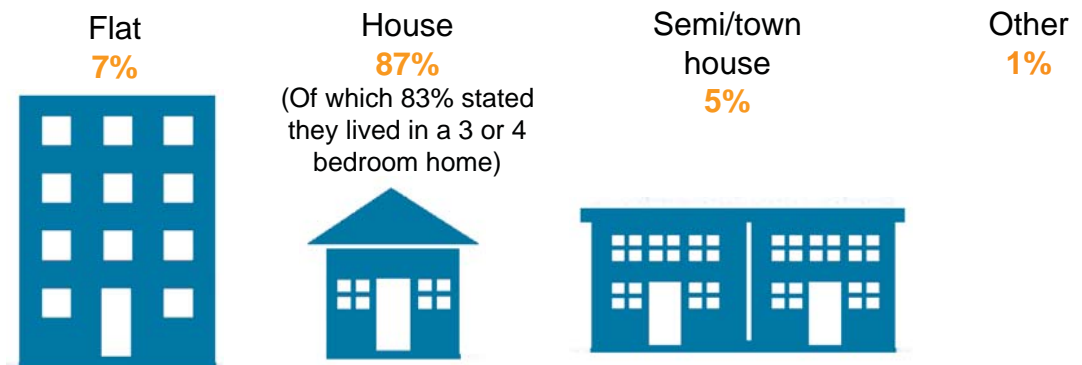 Flat
7%
House
87%
(Of which 83% stated
they lived in a 3 or 4
bedroom home)
Semi/town
house
5%
Other
1%